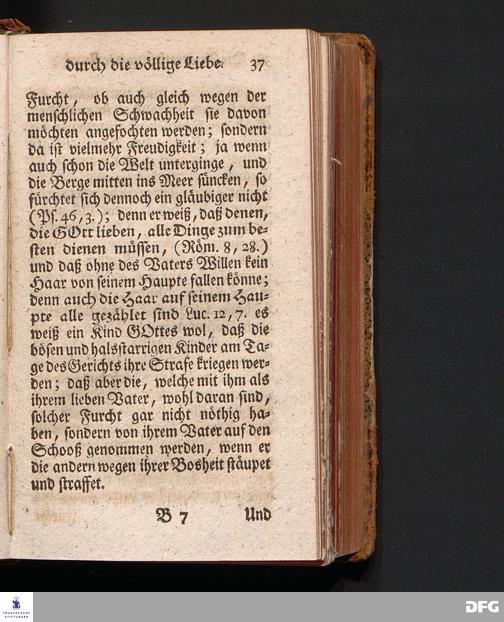 durch die völlige Liebe. 37
Furcht, ob auch gleich wegen der
menschlichen Schwachheit sie davon
möchten angefochten werden; sondern
da ist vielmehr Freudigkeit; ja wenn
auch schon die Welt unterginge, und
die Berge mitten ins Meer süncken, so
fürchtet sich dennoch ein gläubiger nicht
(Ps. 46, 3.); denn er weiß, daß denen,
die GOtt lieben, alle Dinge zum be-
sten dienen müssen, (Röm. 8, 28.)
und daß ohne des Vaters Willen kein
Haar von seinem Haupte fallen könne;
denn auch die Haar auf seinem Hau-
pte alle gezählet sind Luc. 12, 7. es
weiß ein Kind GOttes wol, daß die
bösen und halsstarrigen Kinder am Ta-
ge des Gerichts ihre Strafe kriegen wer-
den; daß aber die, welche mit ihm als
ihrem lieben Vater, wohl daran sind,
solcher Furcht gar nicht nöthig ha-
ben, sondern von ihrem Vater auf den
Schooß genommen werden, wenn er
die andern wegen ihrer Bosheit stäupet
und straffet.
B 7 Und
FRANCKESCHE
STIFTUNGEN
DFG